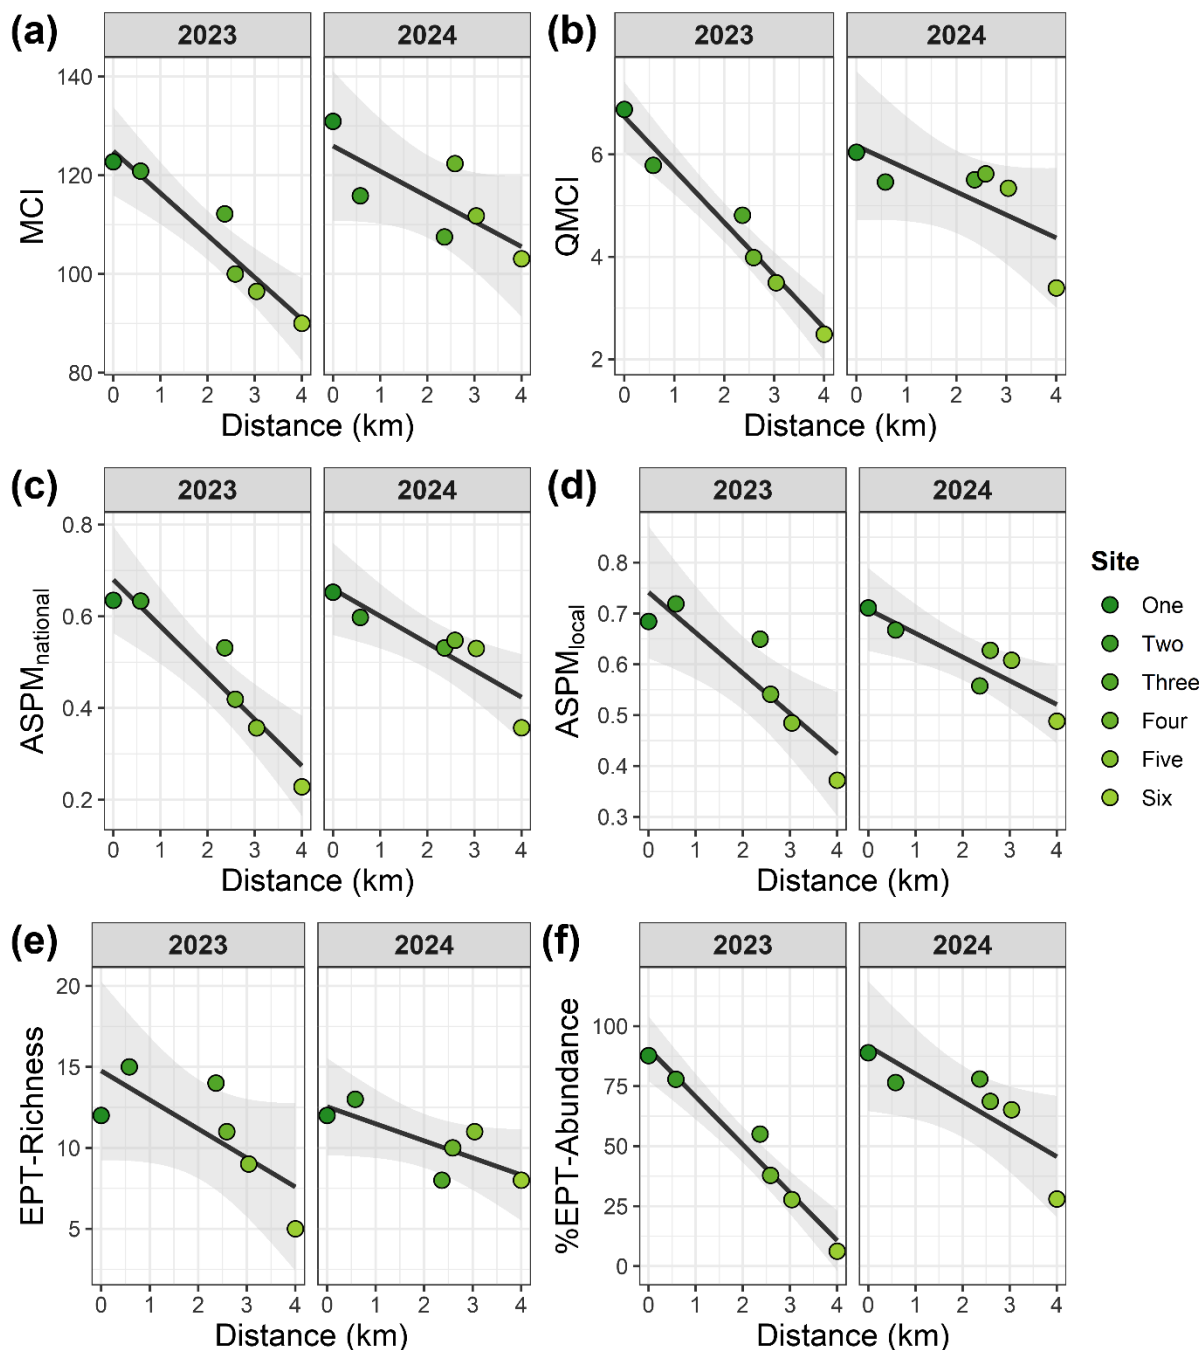 (a)
2023
2024
MCI
140
120
100
80
0 1 2 3 4
0 1 2 3 4
Distance (km)
(b)
2023
2024
QMCI
6
4
2
0 1 2 3 4
0 1 2 3 4
Distance (km)
(c)
2023
2024
ASPMnational
0.8
0.6
0.4
0.2
0 1 2 3 4
0 1 2 3 4
Distance (km)
(d)
2023
2024
ASPMlocal
0.8
0.7
0.6
0.5
0.4
0.3
0 1 2 3 4
0 1 2 3 4
Distance (km)
Site
One
Two
Three
Four
Five
Six
(e)
2023
2024
EPT-Richness
20
15
10
5
0 1 2 3 4
0 1 2 3 4
Distance (km)
(f)
2023
2024
%EPT-Abundance
100
75
50
25
0
0 1 2 3 4
0 1 2 3 4
Distance (km)